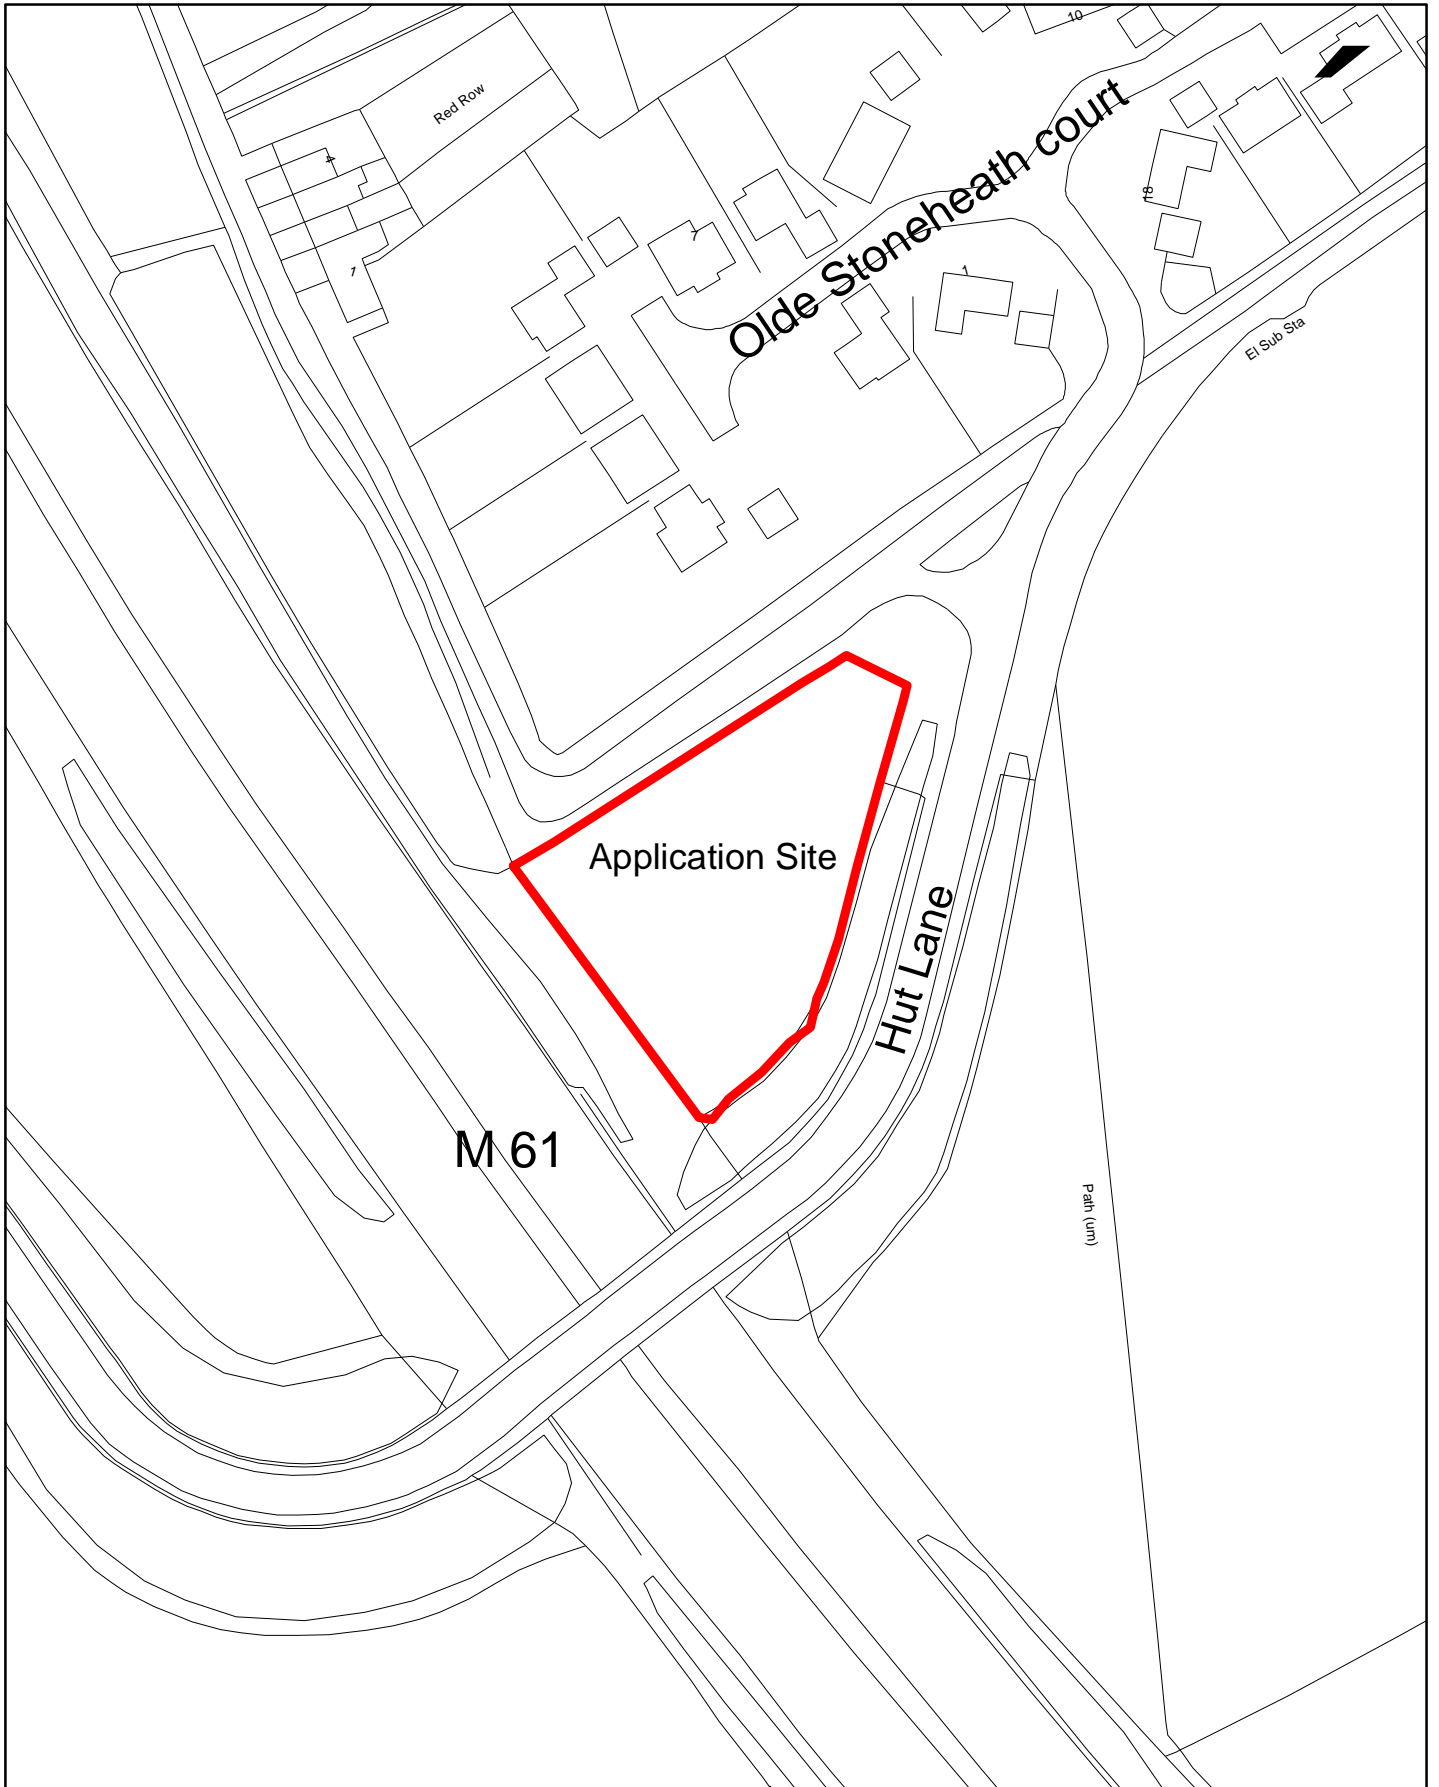 10
Red Row
4
Olde Stoneheath court
18
7
1
1
El Sub Sta
Application Site
Hut Lane
M 61
Path (um)